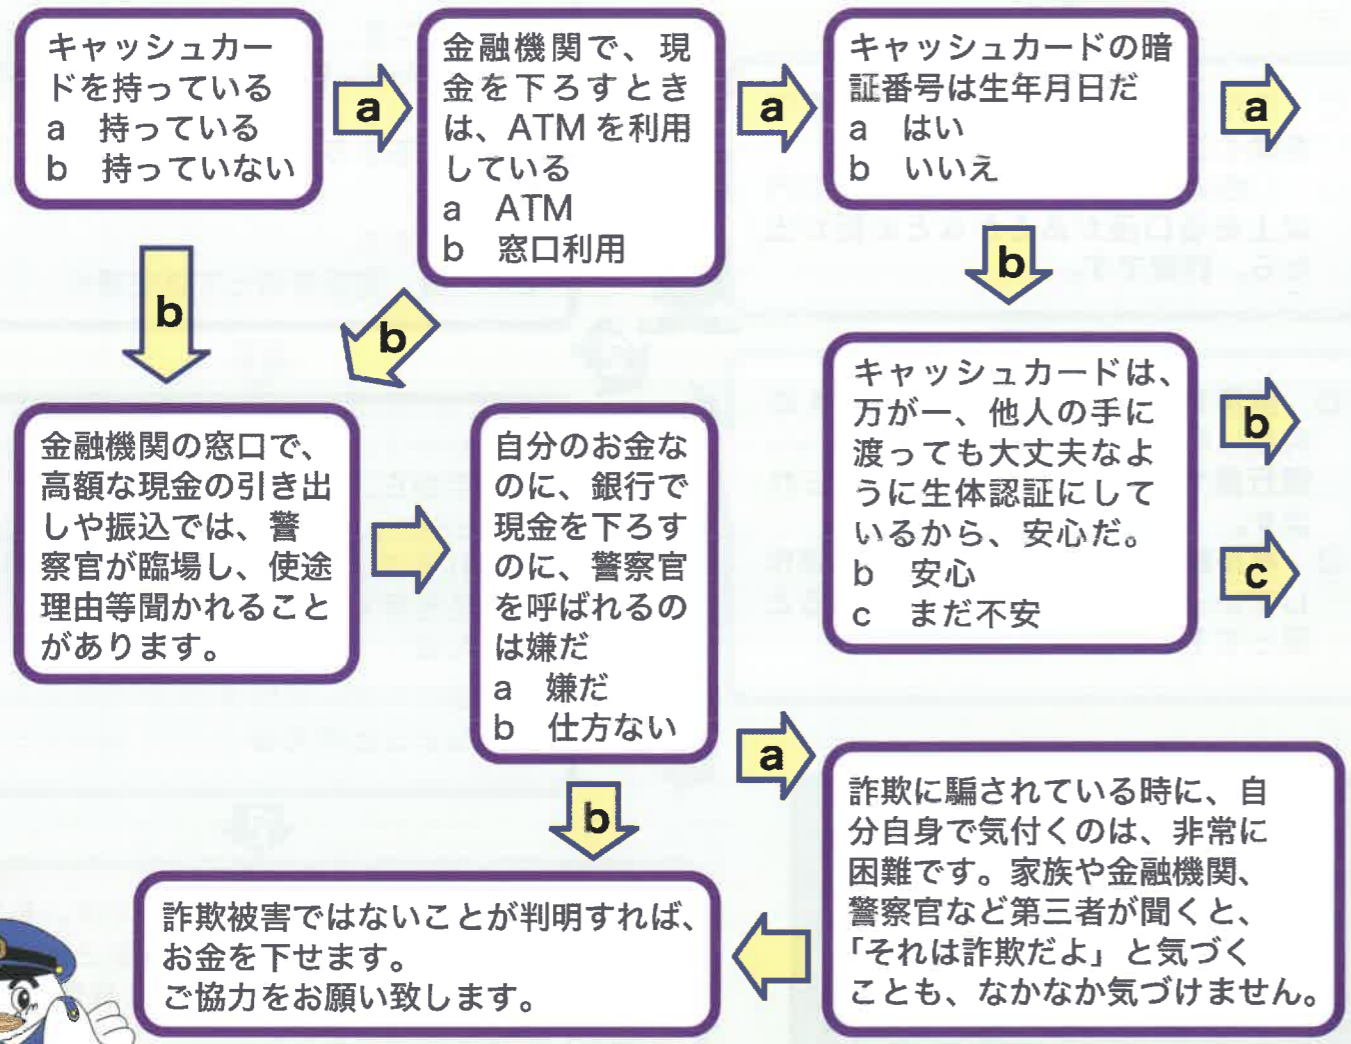 キャッシュカー
ドを持っている
a 持っている
b 持っていない
a
金融機関で、現
金を下ろすとき
は、ATMを利用
している
a ATM
b 窓口利用
a
キャッシュカードの暗
証番号は生年月日だ
a はい
b いいえ
a
b
b
b
キャッシュカードは、
万が一、他人の手に
渡っても大丈夫なよ
うに生体認証にして
いるから、安心だ。
b 安心
c まだ不安
b
c
金融機関の窓口で、
高額な現金の引き出
しや振込では、警
察官が臨場し、使途
理由等聞かれること
があります。
自分のお金な
のに、銀行で
現金を下ろす
のに、警察官
を呼ばれるの
は嫌だ
a 嫌だ
b 仕方ない
a
b
詐欺に騙されている時に、自
分自身で気付くのは、非常に
困難です。家族や金融機関、
警察官など第三者が聞くと、
「それは詐欺だよ」と気づく
ことも、なかなか気づけません。
詐欺被害ではないことが判明すれば、
お金を下せます。
ご協力をお願い致します。